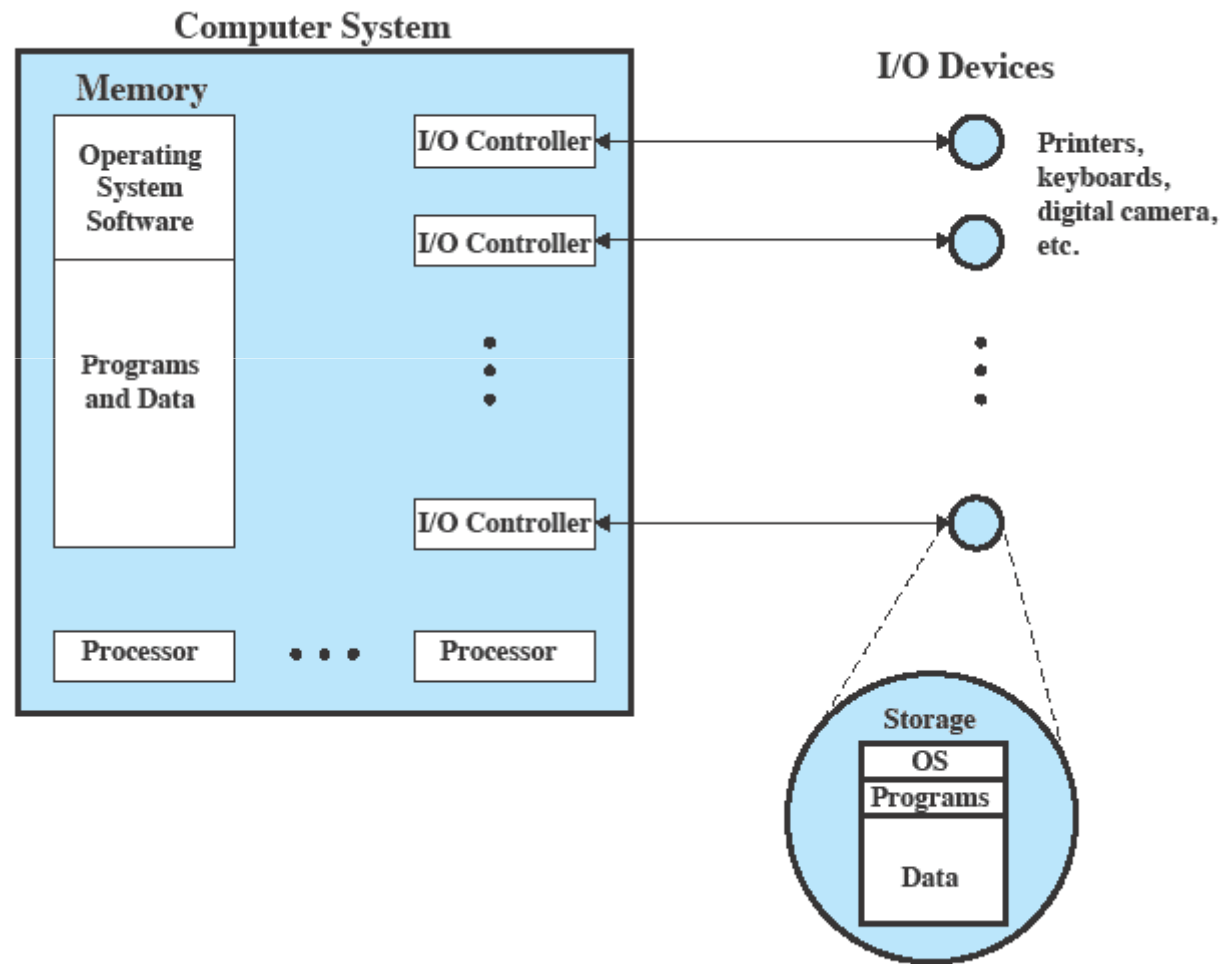 Computer System
I/O Devices
Memory
Operating
System
Software
Programs
and Data
I/O Controller
I/O Controller
I/O Controller
Processor
Processor
Printers,
keyboards,
digital camera,
etc.
Storage
OS
Programs
Data